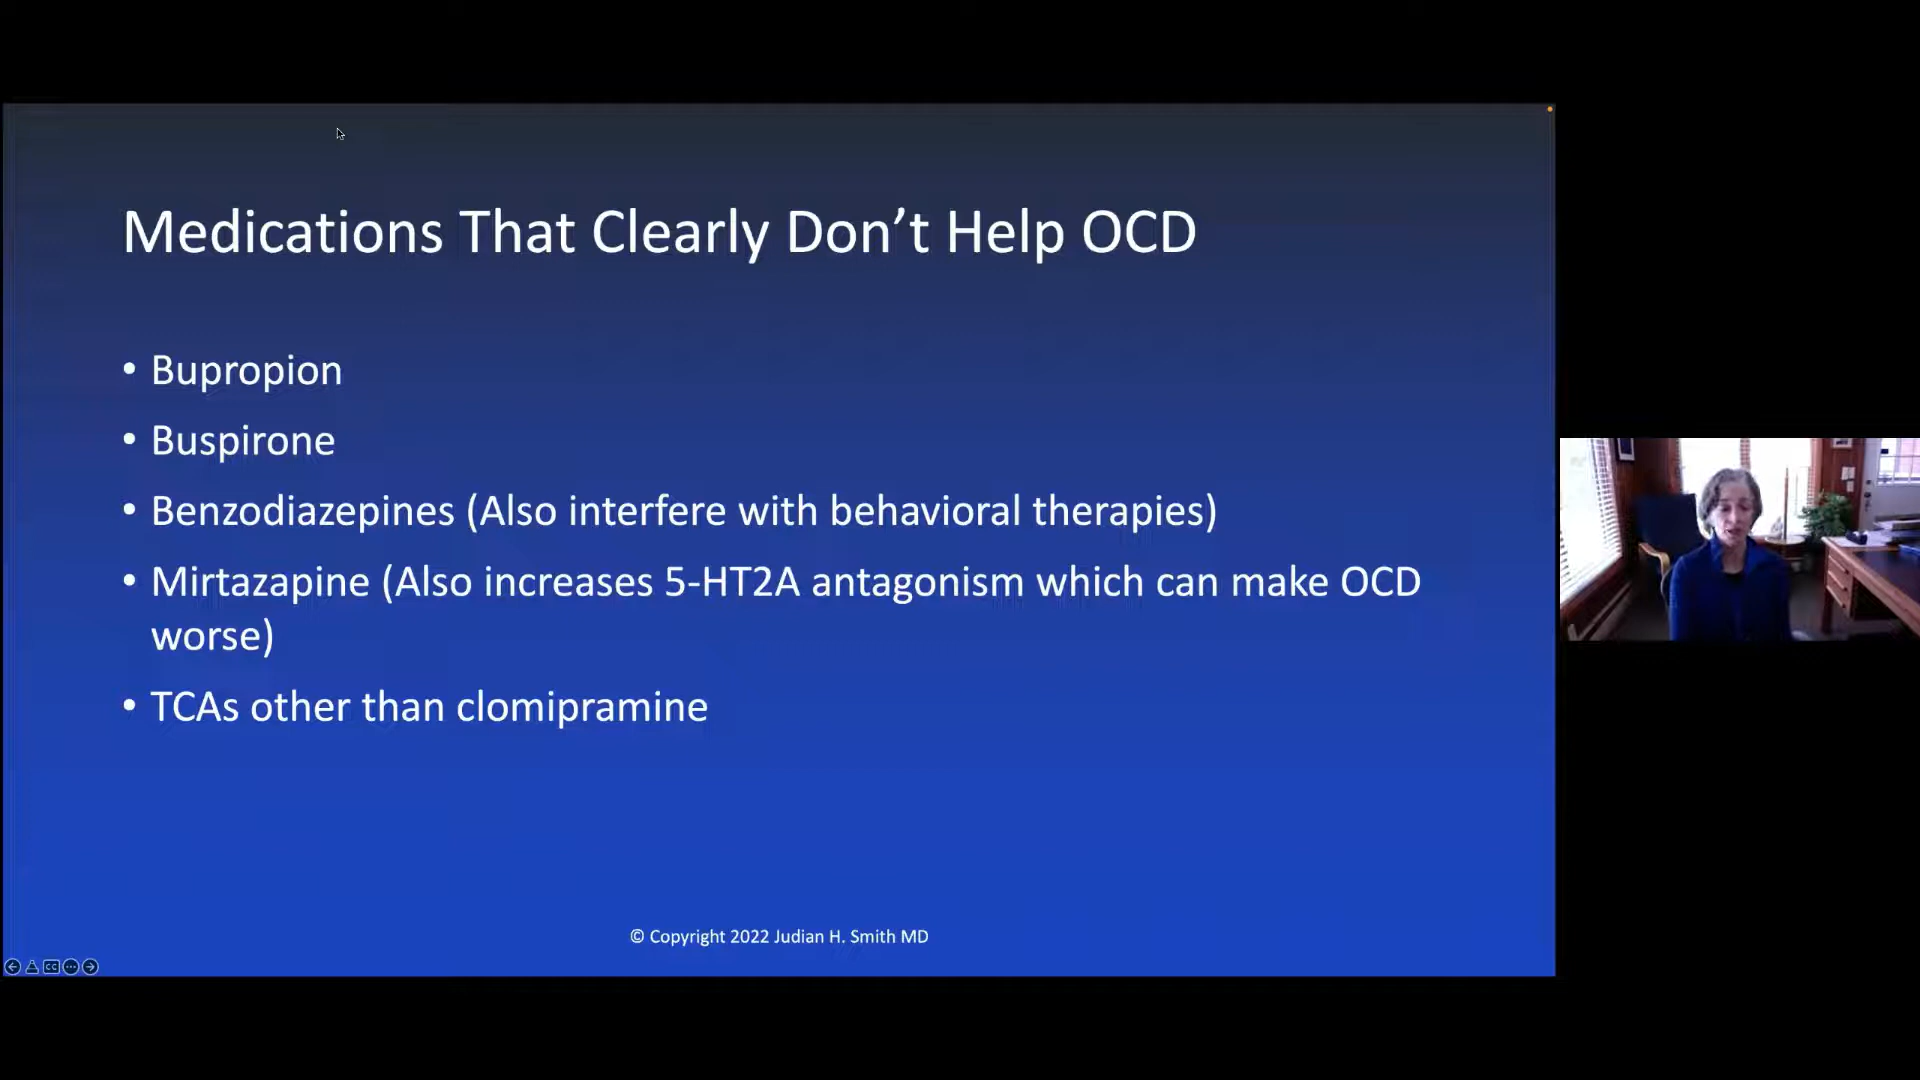 Medications That Clearly Don't Help OCD
• Bupropion
• Buspirone
• Benzodiazepines (Also interfere with behavioral therapies)
• Mirtazapine (Also increases 5-HT2A antagonism which can make OCD
worse)
• TCAs other than clomipramine
© Copyright 2022 Judian H. Smith MD
CC